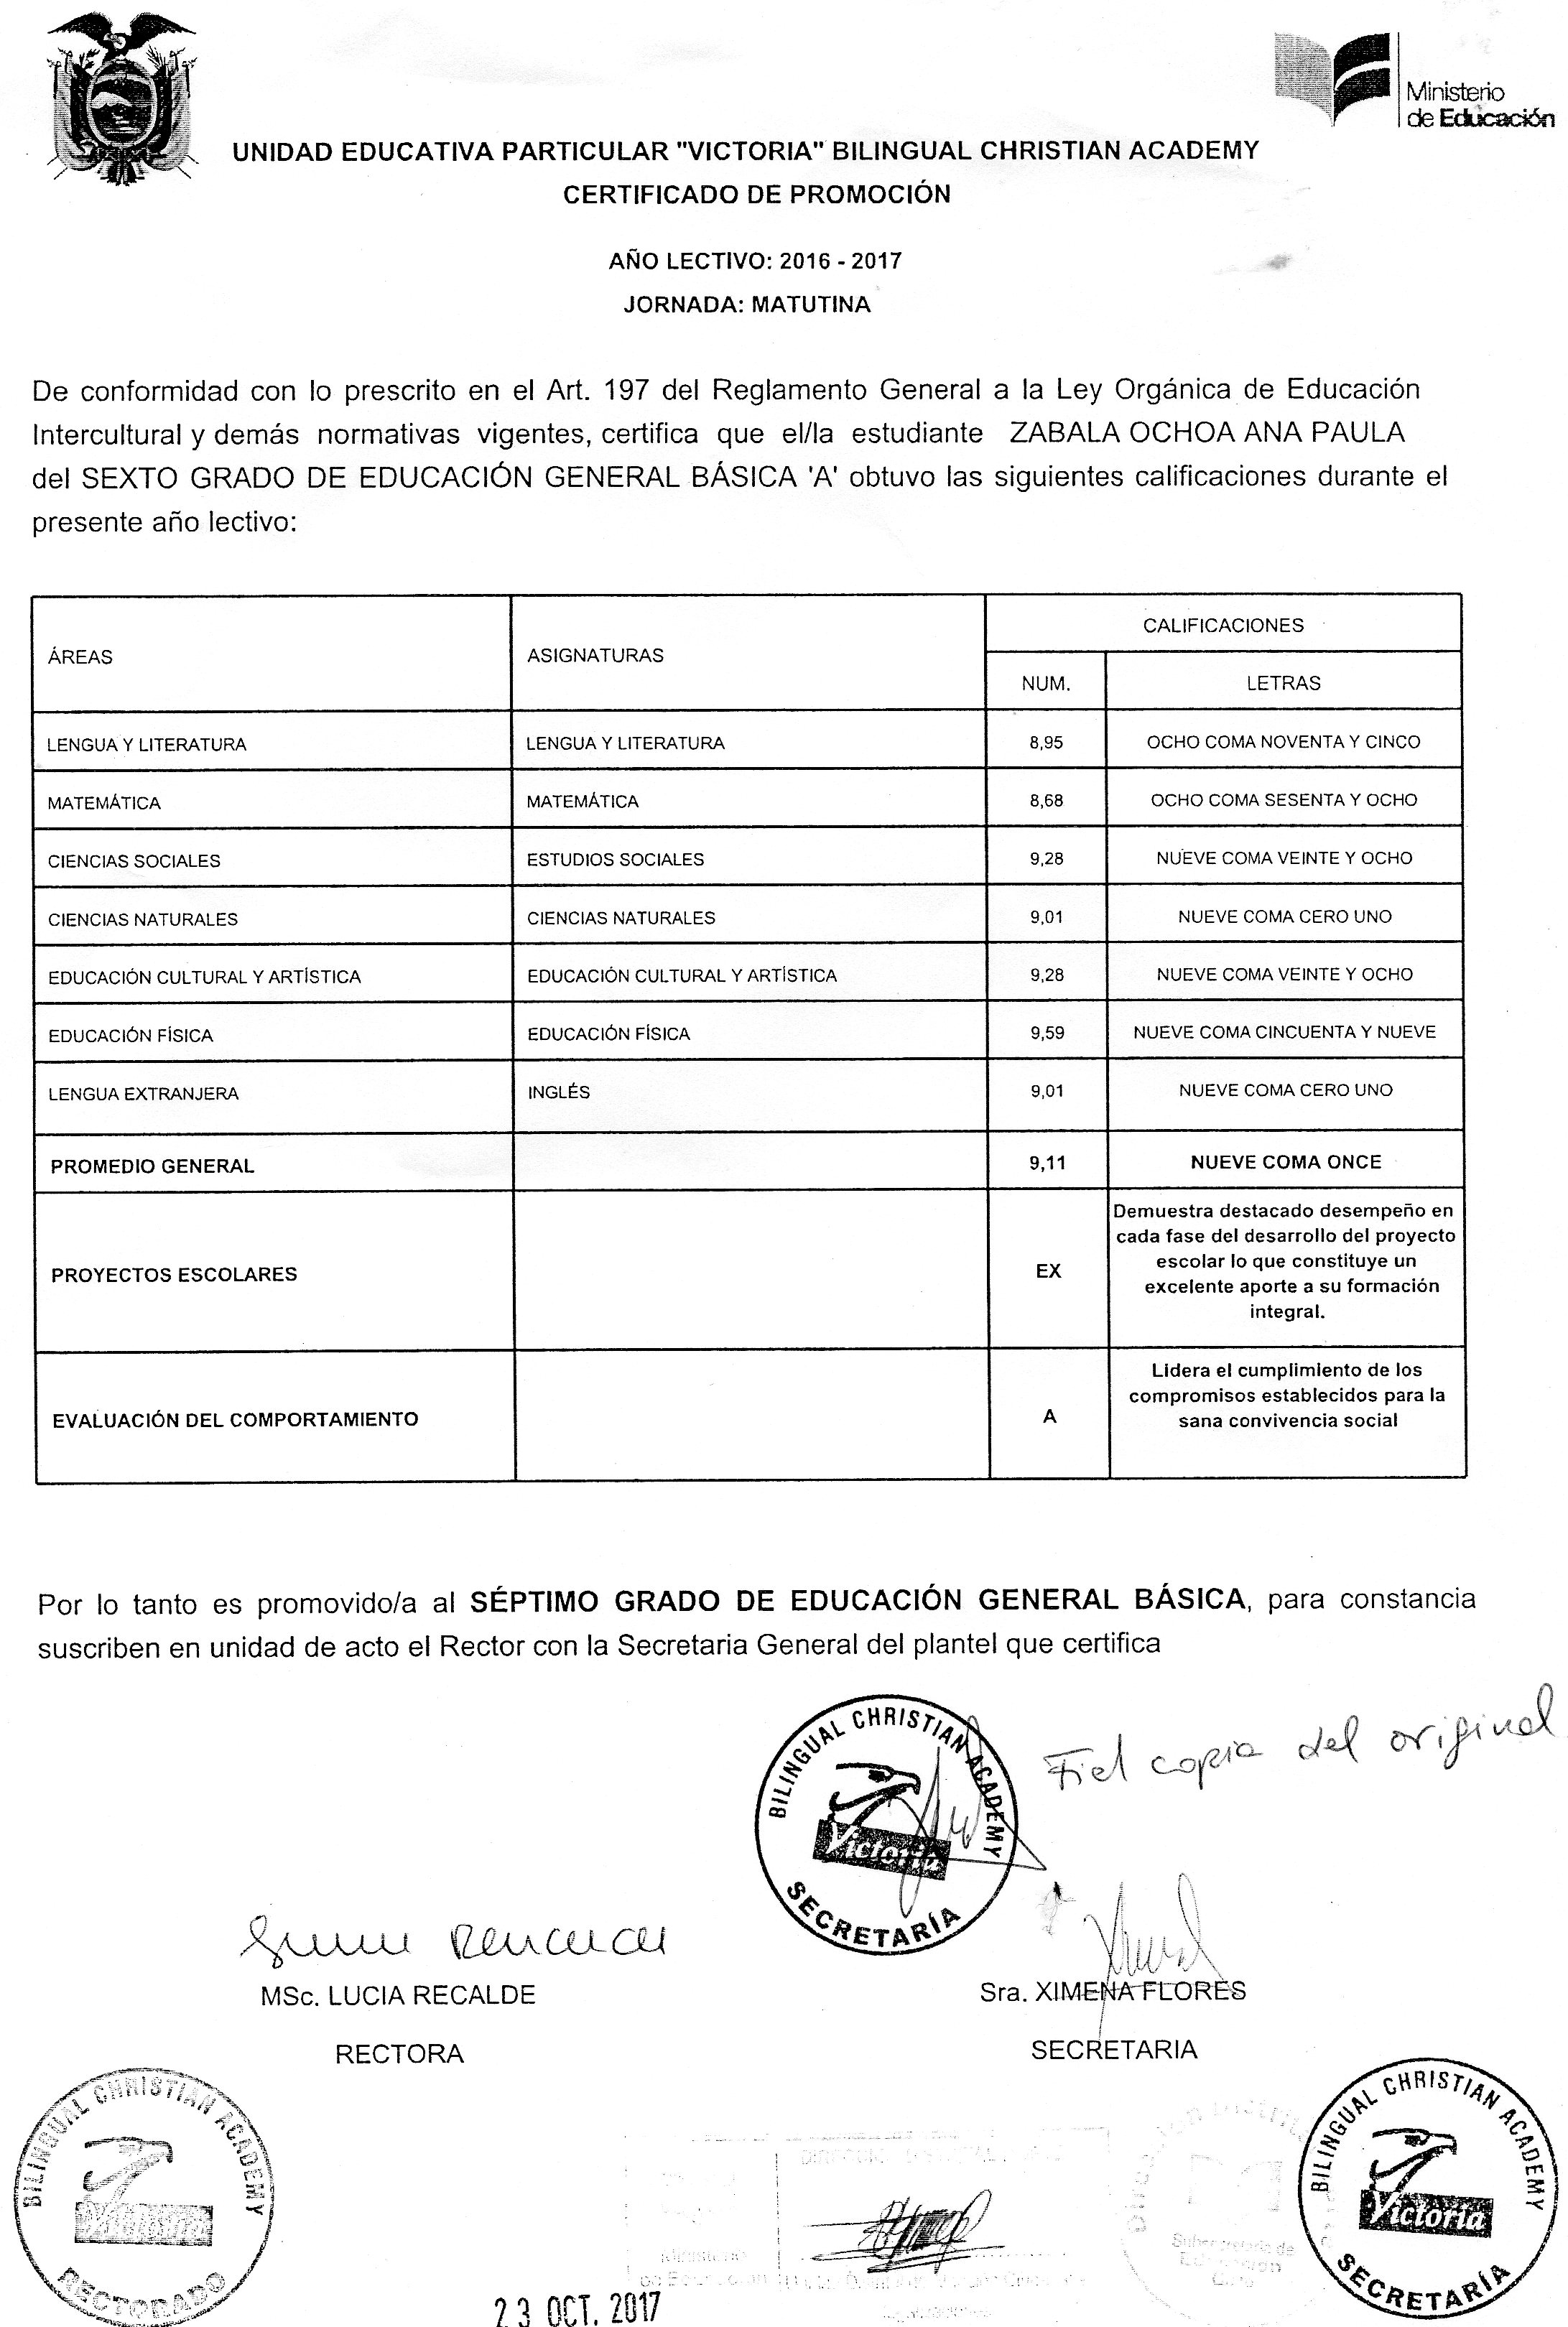 Ministerio
de Educación
UNIDAD EDUCATIVA PARTICULAR "VICTORIA" BILINGUAL CHRISTIAN ACADEMY
CERTIFICADO DE PROMOCIÓN
AÑO LECTIVO: 2016 - 2017
JORNADA: MATUTINA
De conformidad con lo prescrito en el Art. 197 del Reglamento General a la Ley Orgánica de Educación
Intercultural y demás normativas vigentes, certifica que el/la estudiante ZABALA OCHOA ANA PAULA
del SEXTO GRADO DE EDUCACIÓN GENERAL BÁSICA 'A' obtuvo las siguientes calificaciones durante el
presente año lectivo:
ÁREAS ASIGNATURAS CALIFICACIONES
NUM. LETRAS
LENGUA Y LITERATURA LENGUA Y LITERATURA 8,95 OCHO COMA NOVENTA Y CINCO
MATEMÁTICA MATEMÁTICA 8,68 OCHO COMA SESENTA Y OCHO
CIENCIAS SOCIALES ESTUDIOS SOCIALES 9,28 NUEVE COMA VEINTE Y OCHO
CIENCIAS NATURALES CIENCIAS NATURALES 9,01 NUEVE COMA CERO UNO
EDUCACIÓN CULTURAL Y ARTÍSTICA EDUCACIÓN CULTURAL Y ARTÍSTICA 9,28 NUEVE COMA VEINTE Y OCHO
EDUCACIÓN FÍSICA EDUCACIÓN FÍSICA 9,59 NUEVE COMA CINCUENTA Y NUEVE
LENGUA EXTRANJERA INGLÉS 9,01 NUEVE COMA CERO UNO
PROMEDIO GENERAL 9,11 NUEVE COMA ONCE
PROYECTOS ESCOLARES EX Demuestra destacado desempeño en
cada fase del desarrollo del proyecto
escolar lo que constituye un
excelente aporte a su formación
integral.
EVALUACIÓN DEL COMPORTAMIENTO A Lidera el cumplimiento de los
compromisos establecidos para la
sana convivencia social
Por lo tanto es promovido/a al SÉPTIMO GRADO DE EDUCACIÓN GENERAL BÁSICA, para constancia
suscriben en unidad de acto el Rector con la Secretaria General del plantel que certifica
BILINGUAL CHRISTIAN ACADEMY
Victoria
SECRETARÍA
Fiel copia del original
MSc. LUCIA RECALDE
RECTORA
Sra. XIMENA FLORES
SECRETARIA
BILINGUAL CHRISTIAN ACADEMY
Victoria
RECTORADO
BILINGUAL CHRISTIAN ACADEMY
Victoria
SECRETARÍA
Ministerio
de Educación
Subsecretaría de
Educación
23 OCT. 2017